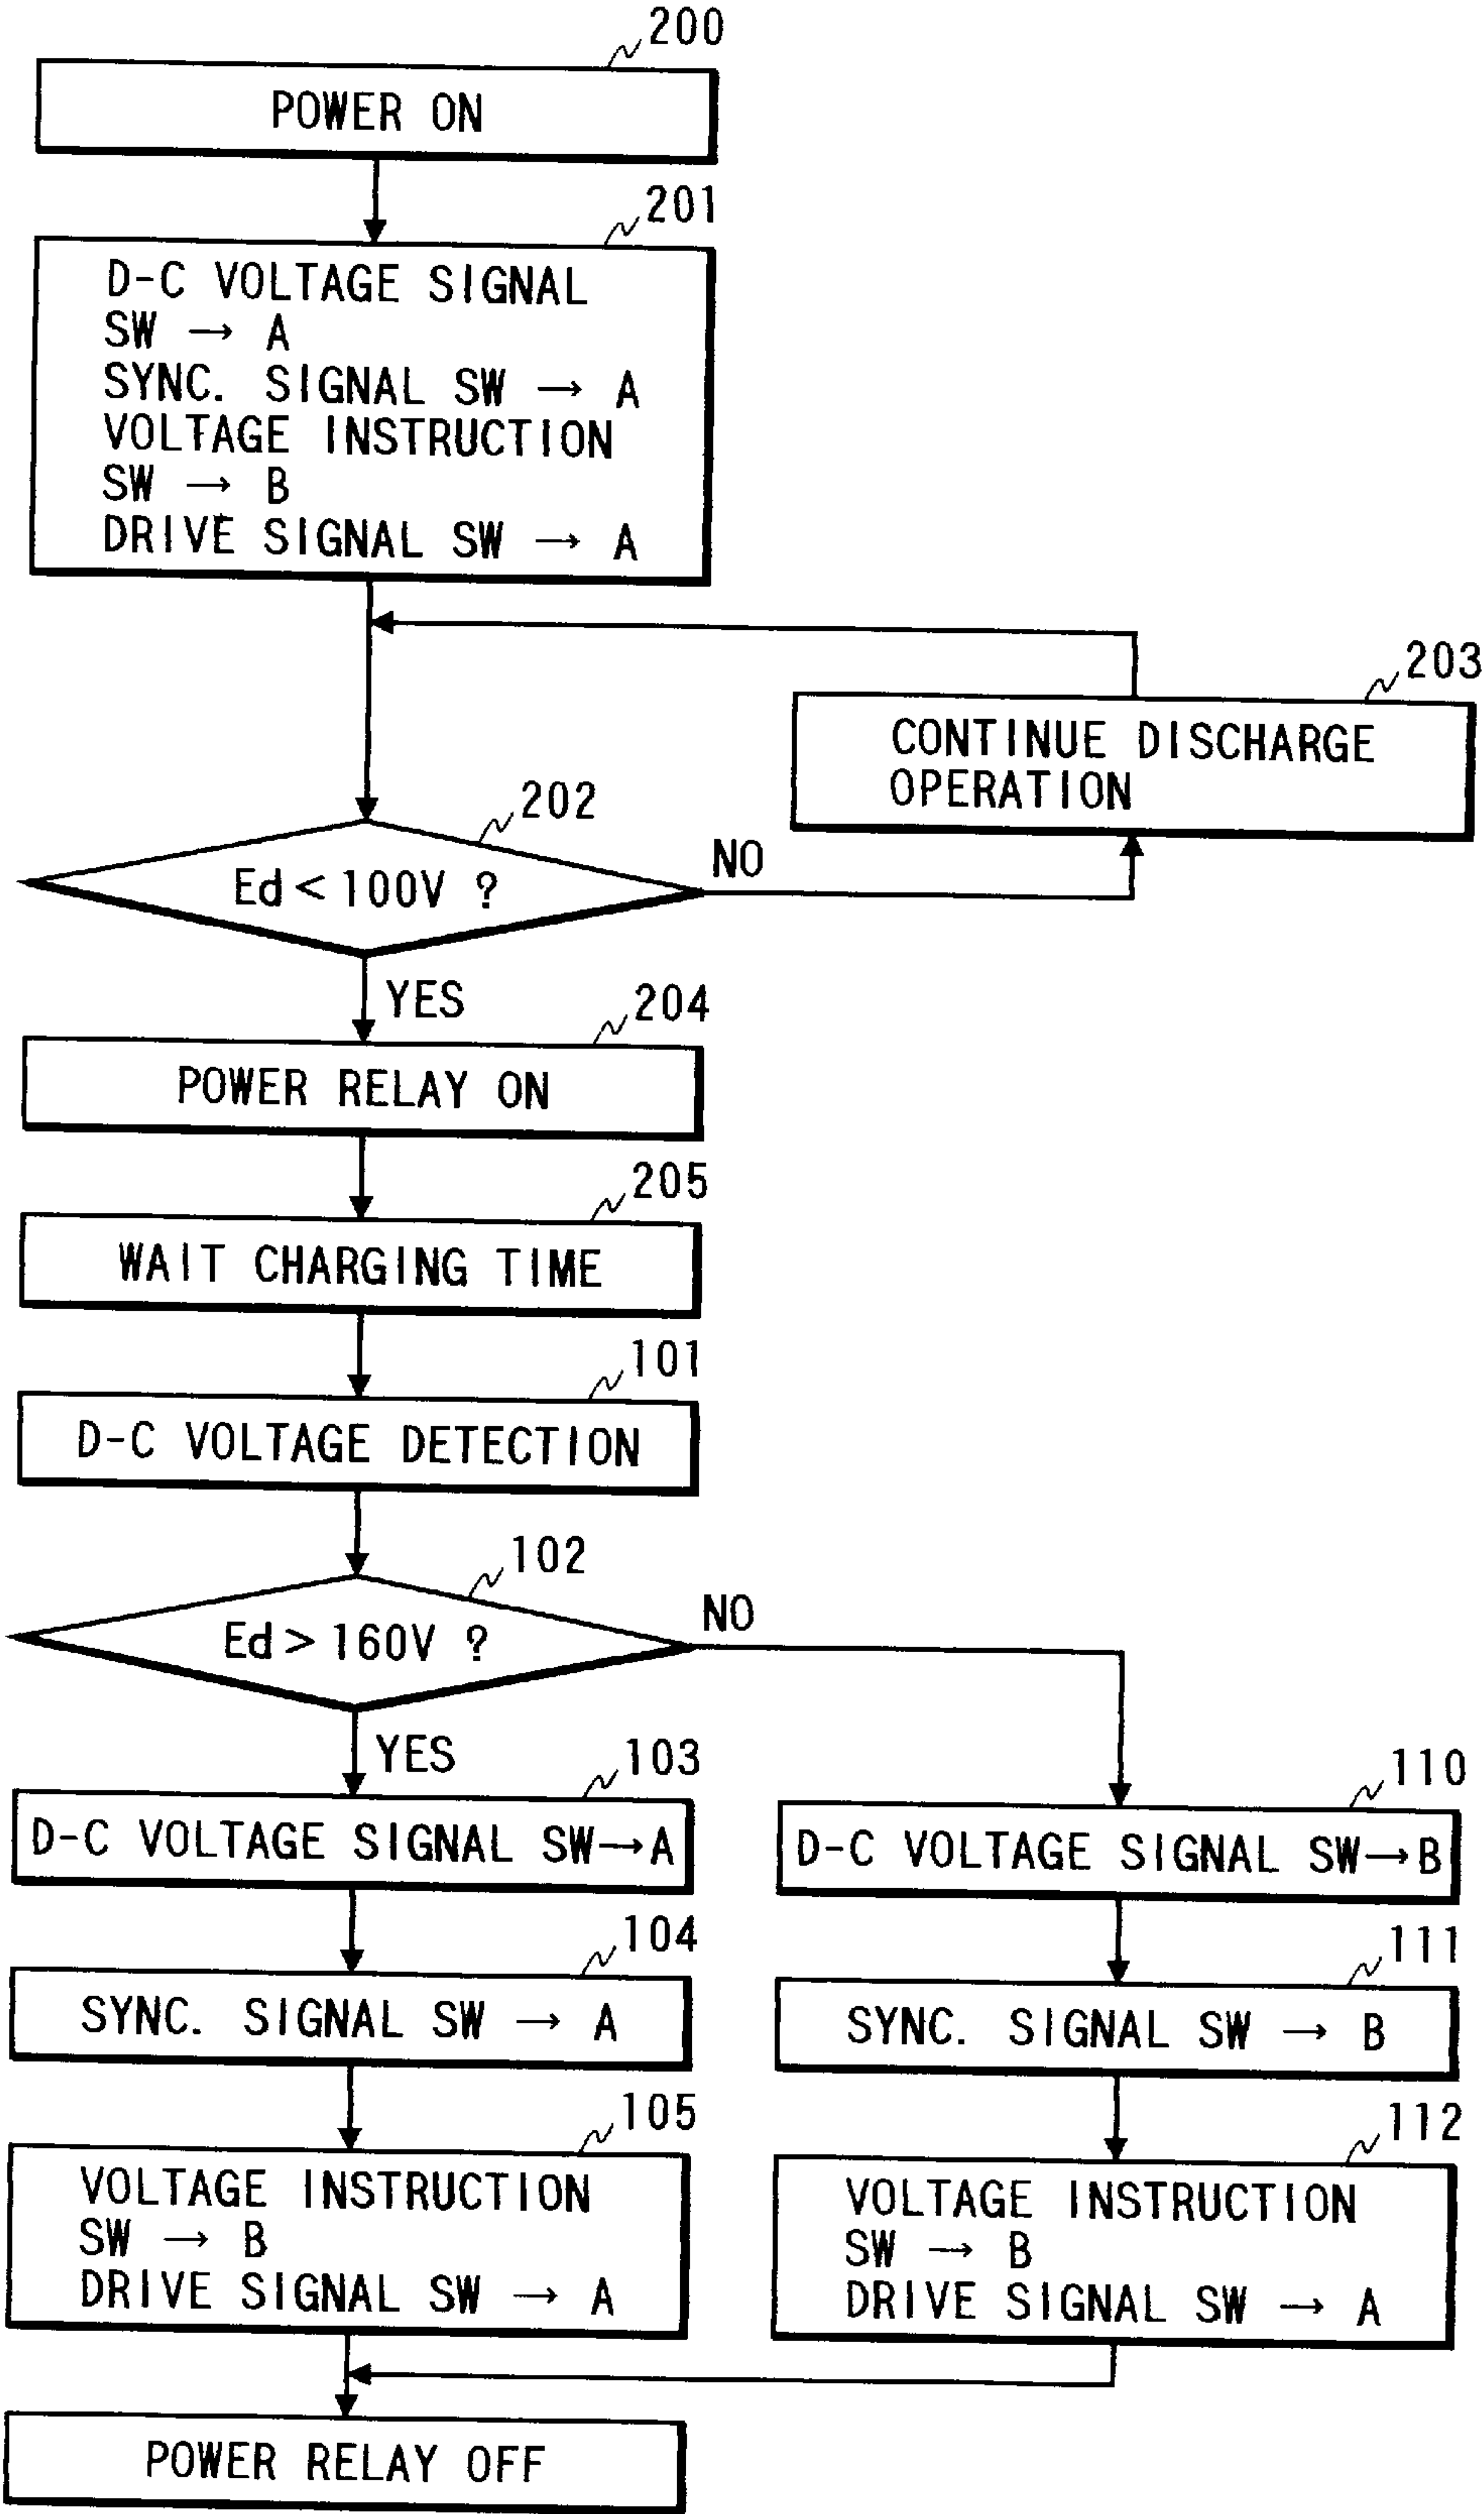 200
POWER ON
201
D-C VOLTAGE SIGNAL
SW → A
SYNC. SIGNAL SW → A
VOLTAGE INSTRUCTION
SW → B
DRIVE SIGNAL SW → A
203
CONTINUE DISCHARGE
OPERATION
202
Ed < 100V ?
NO
YES
204
POWER RELAY ON
205
WAIT CHARGING TIME
101
D-C VOLTAGE DETECTION
102
Ed > 160V ?
NO
YES
103
D-C VOLTAGE SIGNAL SW→A
110
D-C VOLTAGE SIGNAL SW→B
104
SYNC. SIGNAL SW → A
111
SYNC. SIGNAL SW → B
105
VOLTAGE INSTRUCTION
SW → B
DRIVE SIGNAL SW → A
112
VOLTAGE INSTRUCTION
SW → B
DRIVE SIGNAL SW → A
POWER RELAY OFF